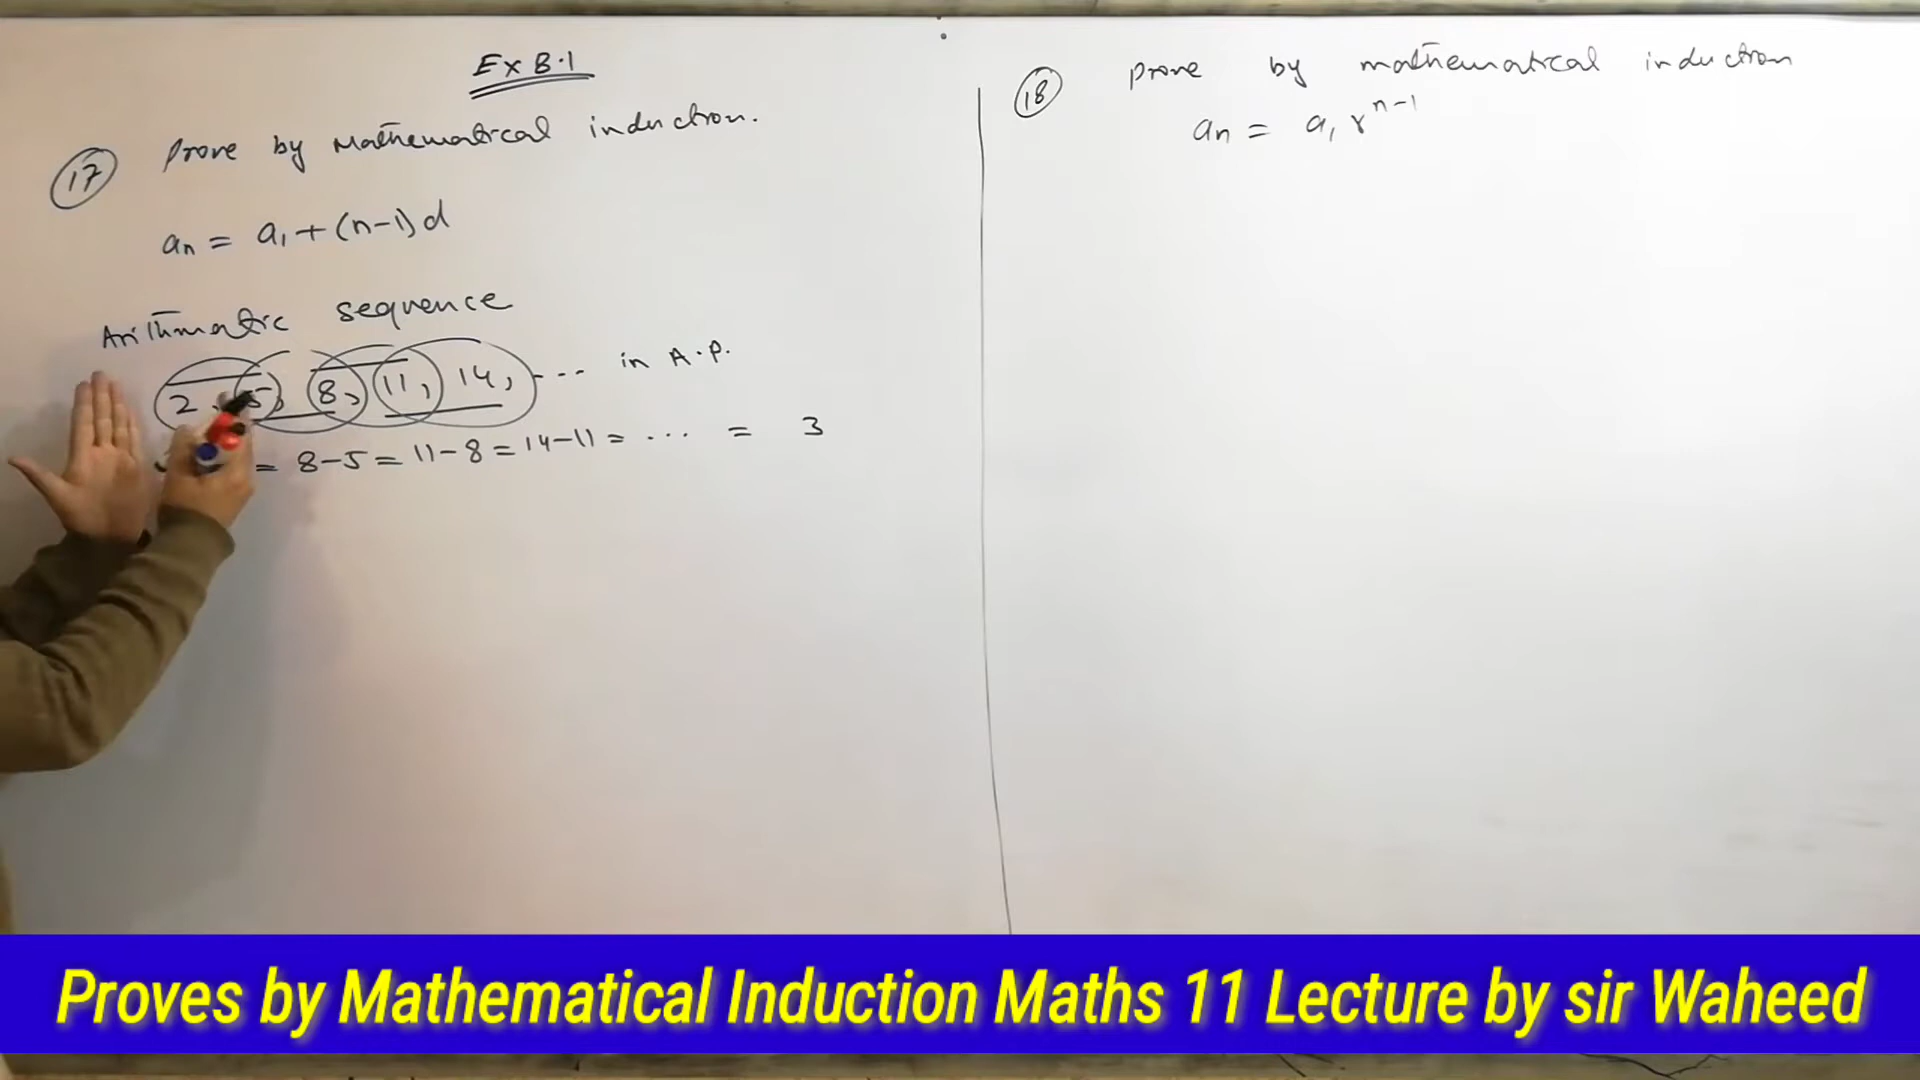 Ex 8.1
17 Prove by Mathematical induction.
an = a1 + (n-1)d
Arithmatic sequence
2, 5, 8, 11, 14, --- in A.P.
= 8-5 = 11-8 = 14-11 = ... = 3
18 prove by mathematical induction
an = a1 r^n-1
Proves by Mathematical Induction Maths 11 Lecture by sir Waheed